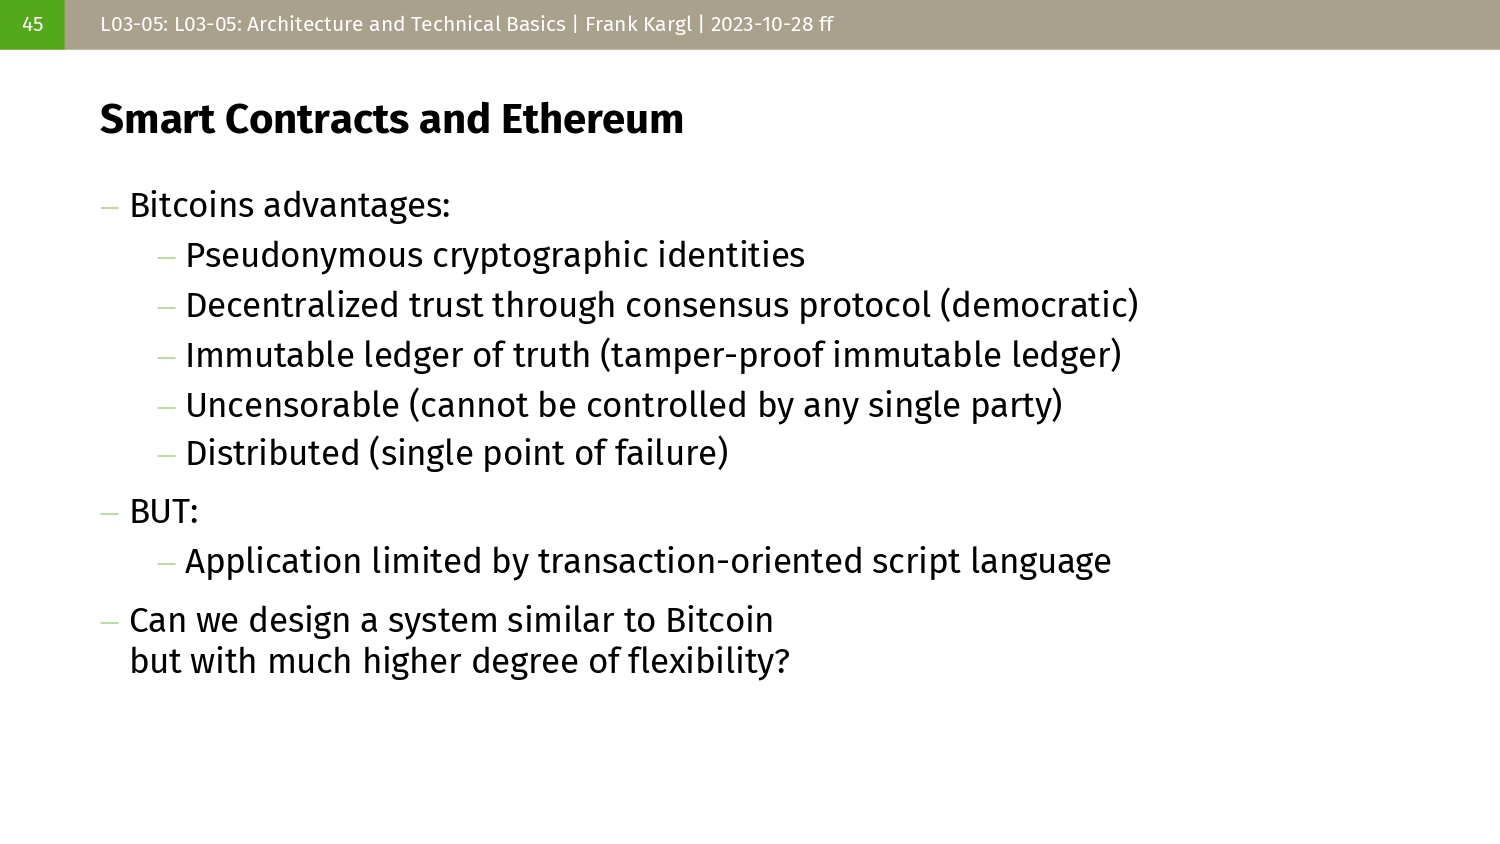 45 L03-05: L03-05: Architecture and Technical Basics | Frank Kargl | 2023-10-28 ff
Smart Contracts and Ethereum
– Bitcoins advantages:
– Pseudonymous cryptographic identities
– Decentralized trust through consensus protocol (democratic)
– Immutable ledger of truth (tamper-proof immutable ledger)
– Uncensorable (cannot be controlled by any single party)
– Distributed (single point of failure)
– BUT:
– Application limited by transaction-oriented script language
– Can we design a system similar to Bitcoin
but with much higher degree of flexibility?